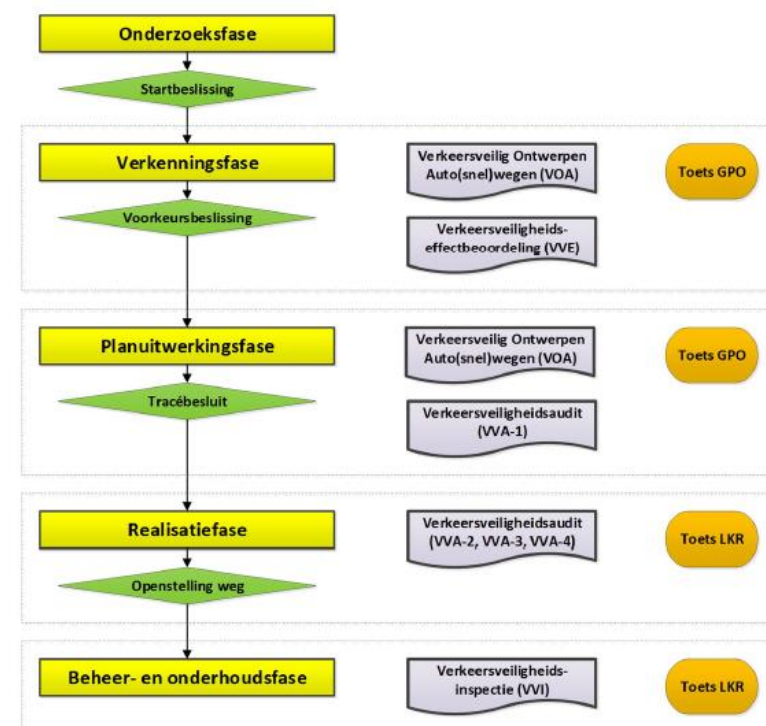 Onderzoeksfase
Startbeslissing
Verkenningsfase
Voorkeursbeslissing
Verkeersveilig Ontwerpen
Auto(snel)wegen (VOA)
Verkeersveiligheids-
effectbeoordeling (VVE)
Toets GPO
Planuitwerkingsfase
Tracébesluit
Verkeersveilig Ontwerpen
Auto(snel)wegen (VOA)
Verkeersveiligheidsaudit
(VVA-1)
Toets GPO
Realisatiefase
Openstelling weg
Verkeersveiligheidsaudit
(VVA-2, VVA-3, VVA-4)
Toets LKR
Beheer- en onderhoudsfase
Verkeersveiligheids-
inspectie (VVI)
Toets LKR